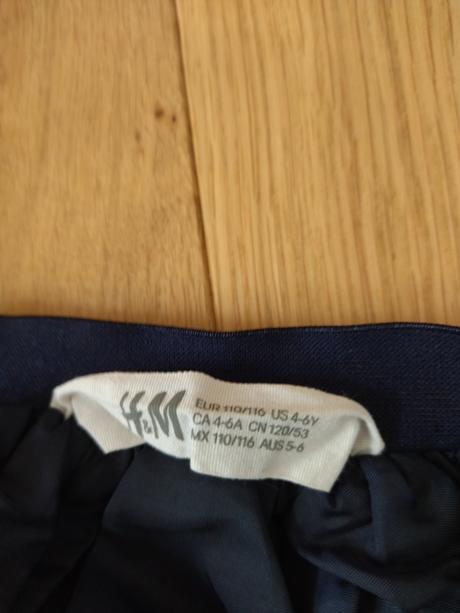 H&M
EUR 110/116 US 4-6Y
CA 4-6A CN 120/53
MX 110/116 AUS 5-6